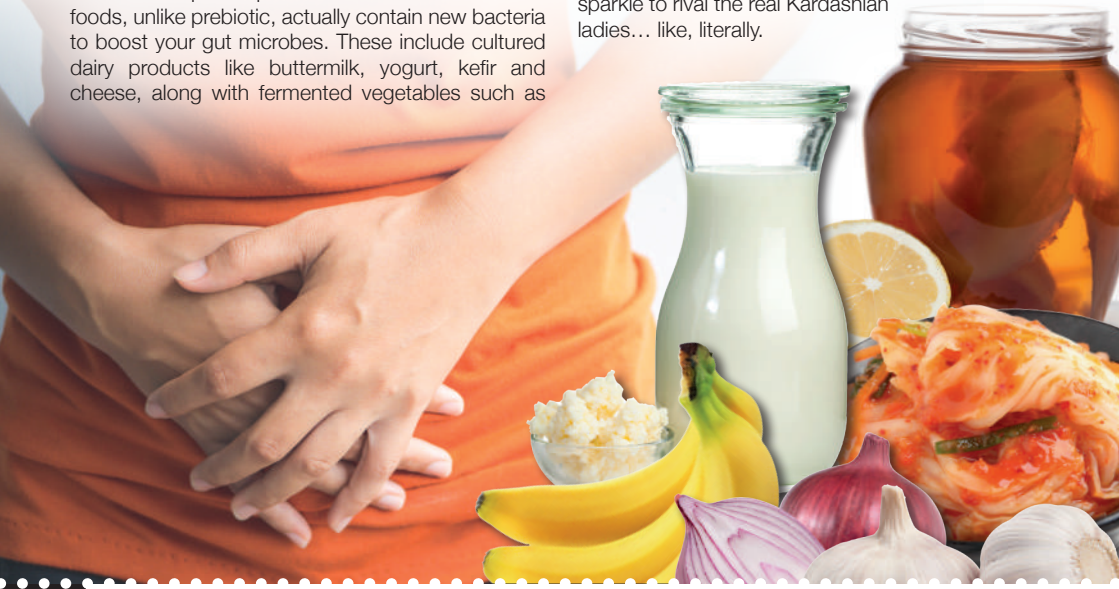 foods, unlike prebiotic, actually contain new bacteria
to boost your gut microbes. These include cultured
dairy products like buttermilk, yogurt, kefir and
cheese, along with fermented vegetables such as
sparkle to rival the real Kardashian
ladies… like, literally.